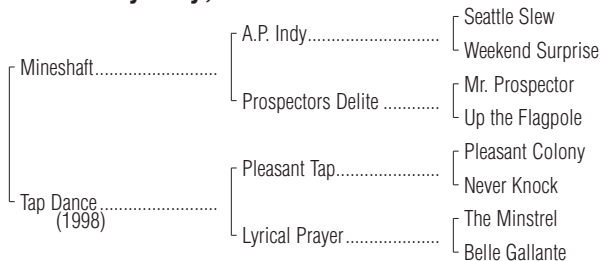 Seattle Slew
A.P. Indy
Weekend Surprise
Mineshaft
Mr. Prospector
Prospectors Delite
Up the Flagpole
Pleasant Colony
Pleasant Tap
Never Knock
Tap Dance
(1998)
The Minstrel
Lyrical Prayer
Belle Gallante